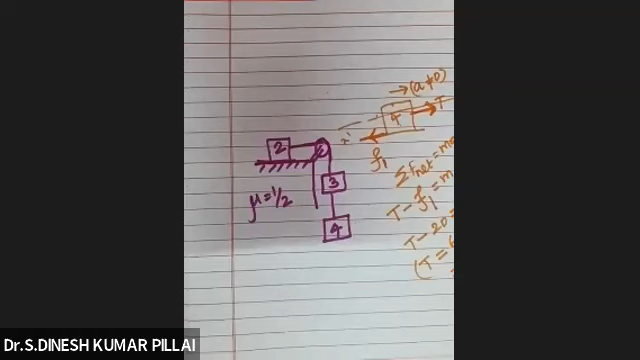 →(a≠0)
2
4
T
f₁
3
μ=1/2
4
Σfnet=m
T-f₁=m
T-20=
(T=
Dr.S.DINESH KUMAR PILLAI